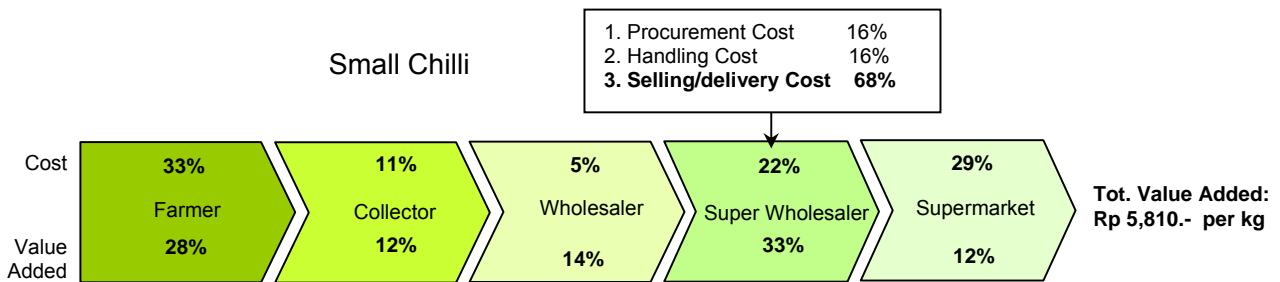 1. Procurement Cost 16%
2. Handling Cost 16%
3. Selling/delivery Cost 68%
Small Chilli
Cost 33% 11% 5% 22% 29%
Farmer Collector Wholesaler Super Wholesaler Supermarket
Value Added 28% 12% 14% 33% 12%
Tot. Value Added:
Rp 5,810.- per kg